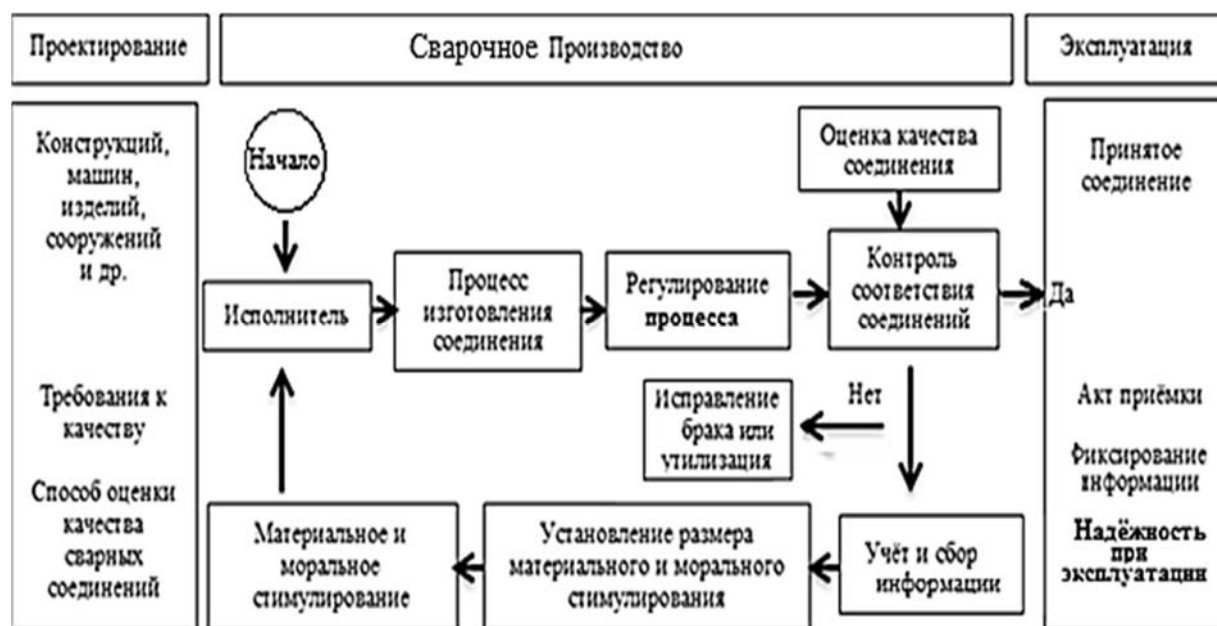 Проектирование
Сварочное Производство
Эксплуатация
Конструкций,
машин,
изделий,
сооружений
и др.
Требования к
качеству
Способ оценки
качества
сварных
соединений
Начало
Оценка качества
соединения
Исполнитель
Процесс
изготовления
соединения
Регулирование
процесса
Контроль
соответствия
соединений
Да
Нет
Исправление
брака или
утилизация
Материальное и
моральное
стимулирование
Установление размера
материального и морального
стимулирования
Учёт и сбор
информации
Принятое
соединение
Акт приёмки
Фиксирование
информации
Надёжность
при
эксплуатации